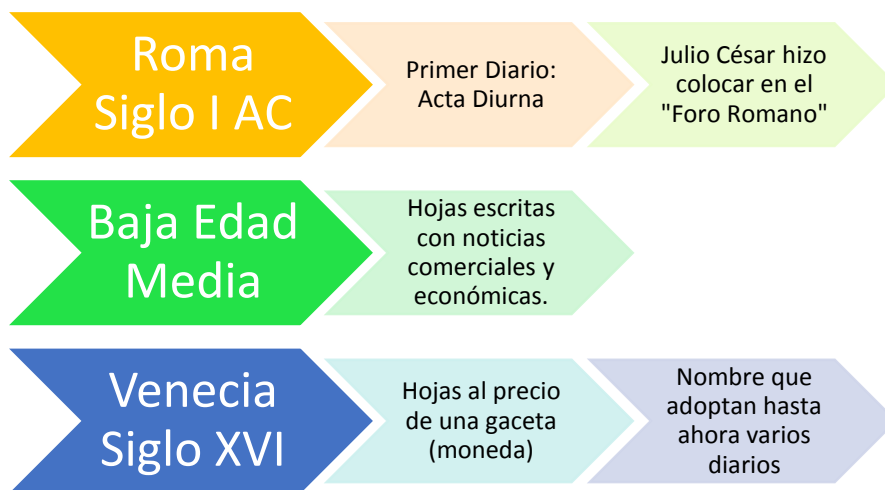 Roma
Siglo I AC
Primer Diario:
Acta Diurna
Julio César hizo
colocar en el
"Foro Romano"
Baja Edad
Media
Hojas escritas
con noticias
comerciales y
económicas.
Venecia
Siglo XVI
Hojas al precio
de una gaceta
(moneda)
Nombre que
adoptan hasta
ahora varios
diarios